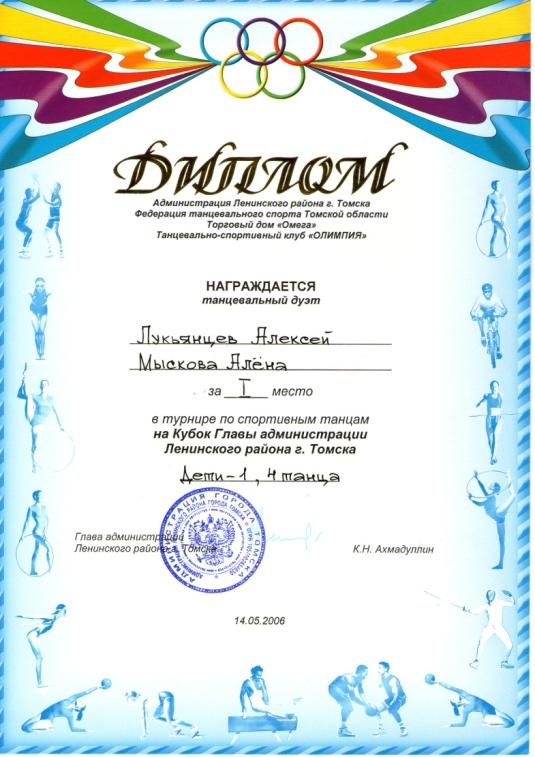 ДИПЛОМ
Администрация Ленинского района г. Томска
Федерация танцевального спорта Томской области
Торговый дом «Омега»
Танцевально-спортивный клуб «ОЛИМПИЯ»
НАГРАЖДАЕТСЯ
танцевальный дуэт
Лукьянцев Алексей
Мыскова Алёна
за I место
в турнире по спортивным танцам
на Кубок Главы администрации
Ленинского района г. Томска
Дети-1, 4 танца
Глава администрации
Ленинского района г. Томска
К.Н. Ахмадуллин
АДМИНИСТРАЦИЯ ГОРОДА ТОМСКА
14.05.2006